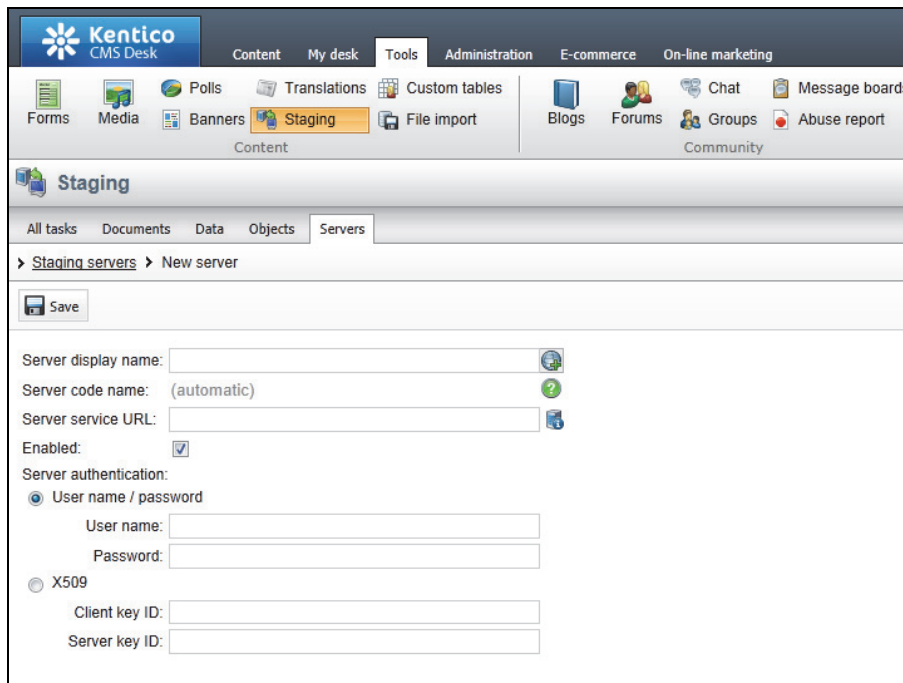 Kentico
CMS Desk
Content My desk Tools Administration E-commerce On-line marketing
Polls Translations Custom tables Chat Message boards
Forms Media Banners Staging File import Blogs Forums Groups Abuse report
Content Community
Staging
All tasks Documents Data Objects Servers
> Staging servers > New server
Save
Server display name:
Server code name: (automatic)
Server service URL:
Enabled:
Server authentication:
User name / password
User name:
Password:
X509
Client key ID:
Server key ID: